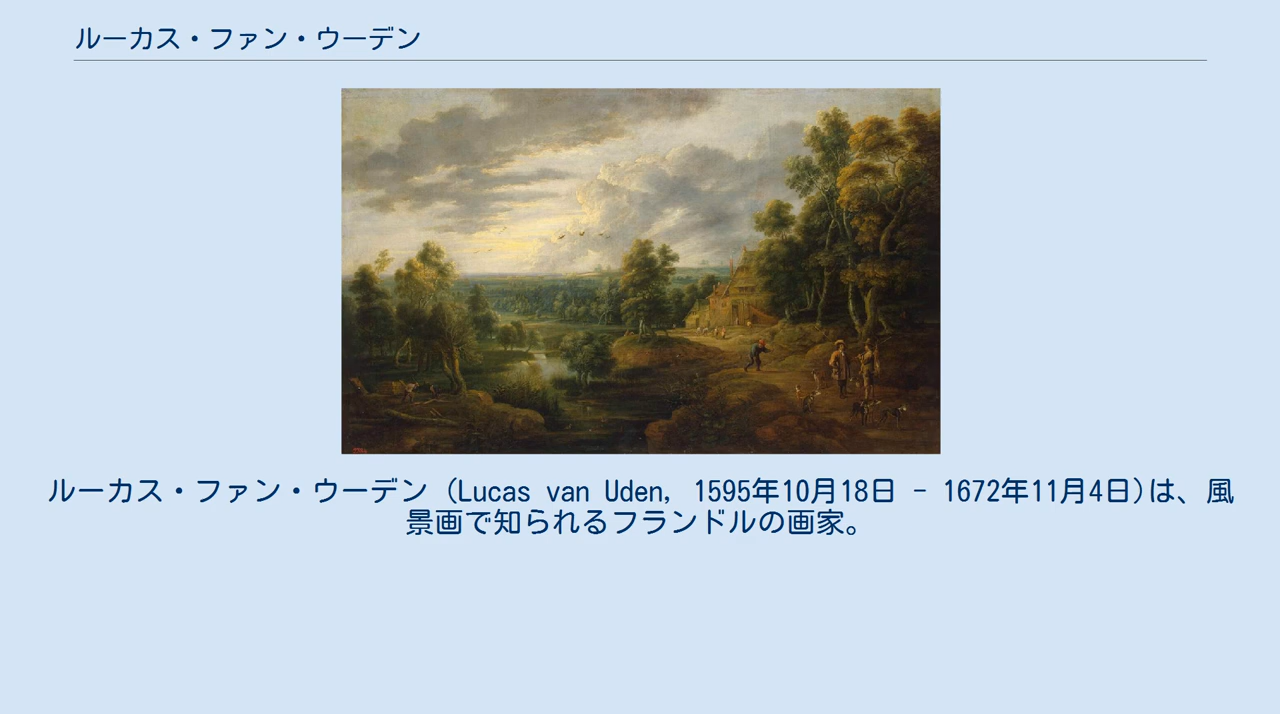 ルーカス・ファン・ウーデン
ルーカス・ファン・ウーデン (Lucas van Uden, 1595年10月18日 - 1672年11月4日)は、風
景画で知られるフランドルの画家。